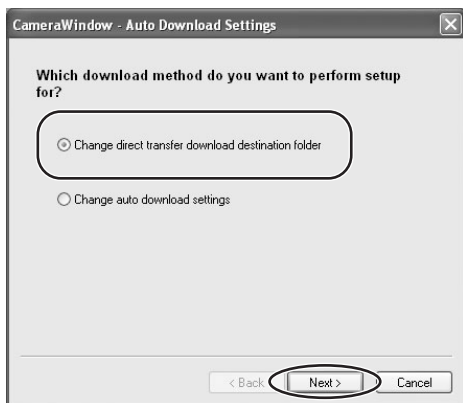 CameraWindow - Auto Download Settings
Which download method do you want to perform setup
for?
Change direct transfer download destination folder
Change auto download settings
< Back
Next >
Cancel